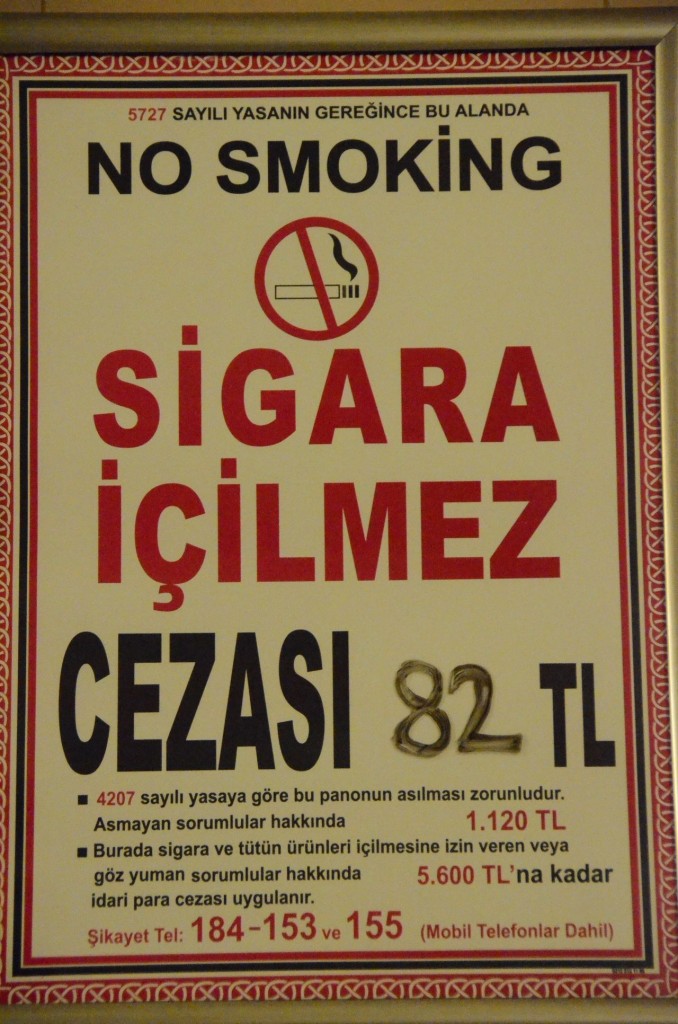 5727 SAYILI YASANIN GEREĞİNCE BU ALANDA
NO SMOKİNG
SİGARA
İÇİLMEZ
CEZASI 82 TL
■ 4207 sayılı yasaya göre bu panonun asılması zorunludur.
Asmayan sorumlular hakkında 1.120 TL
■ Burada sigara ve tütün ürünleri içilmesine izin veren veya
göz yuman sorumlular hakkında 5.600 TL'na kadar
idari para cezası uygulanır.
Şikayet Tel: 184-153 ve 155 (Mobil Telefonlar Dahil)